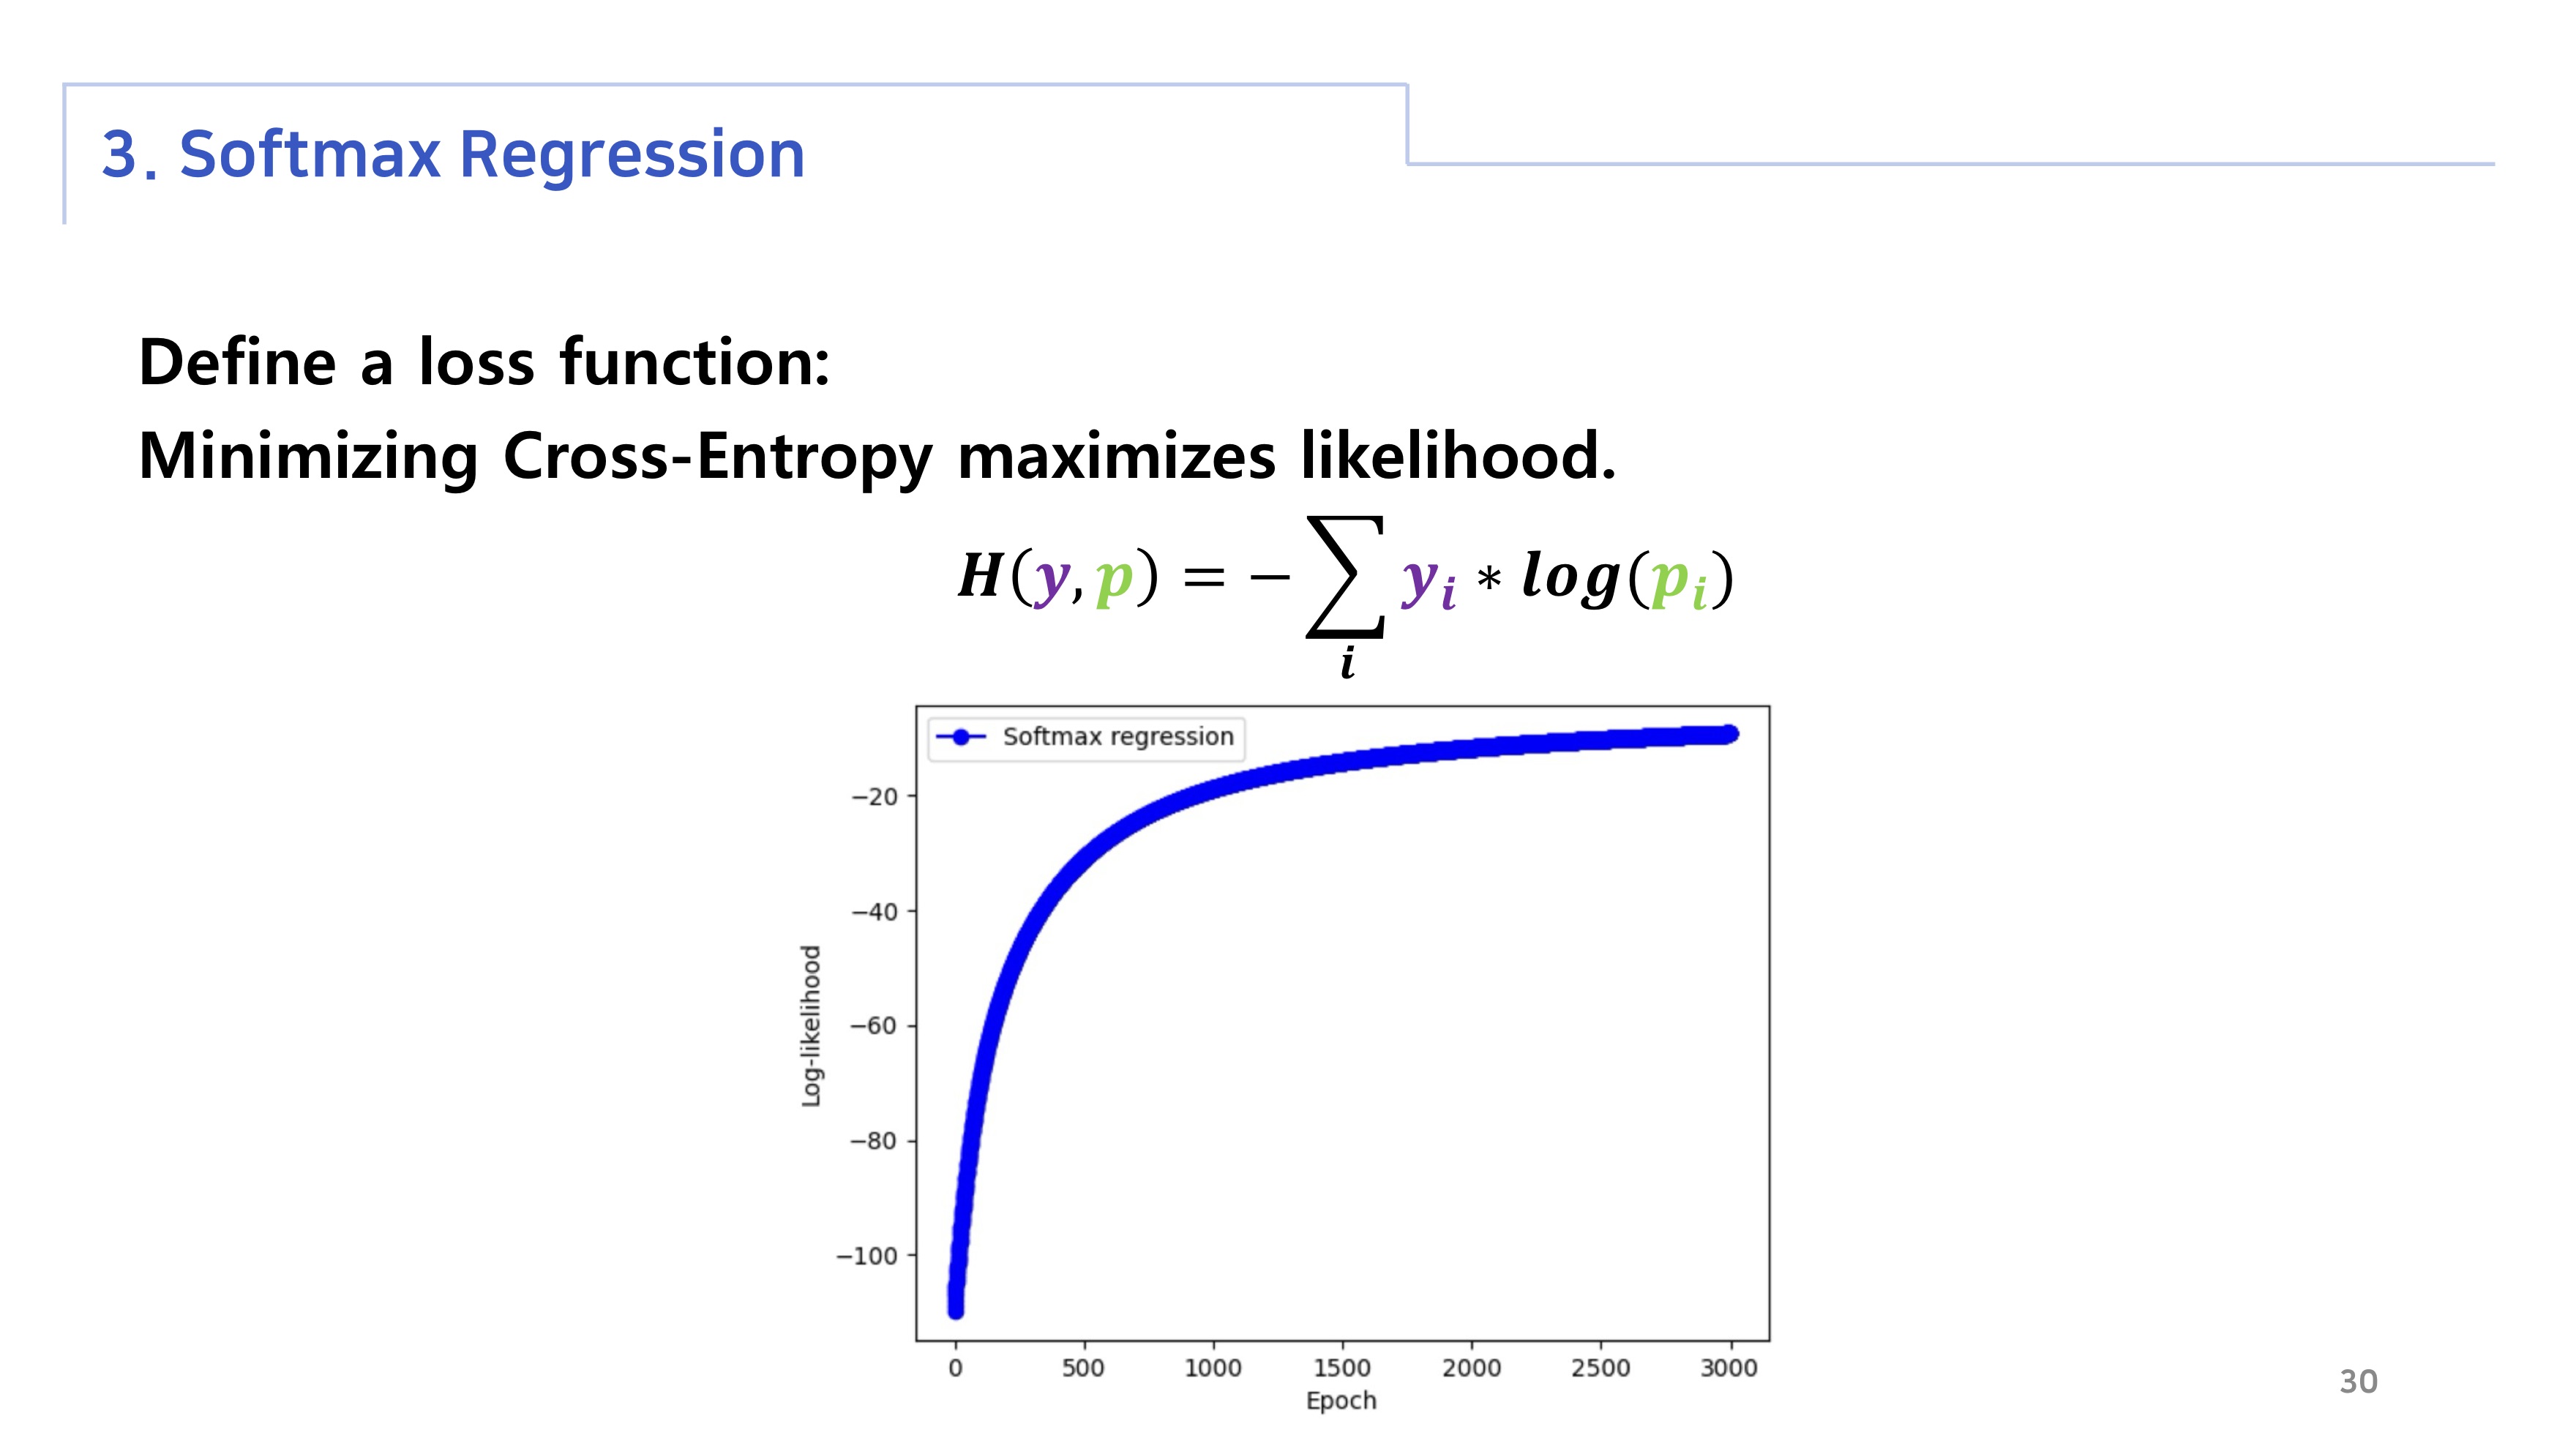 3. Softmax Regression
Define a loss function:
Minimizing Cross-Entropy maximizes likelihood.
H(y, p) = − ∑ y_i * log(p_i)
i
Softmax regression
−20
−40
−60
−80
−100
Log-likelihood
0 500 1000 1500 2000 2500 3000
Epoch
30